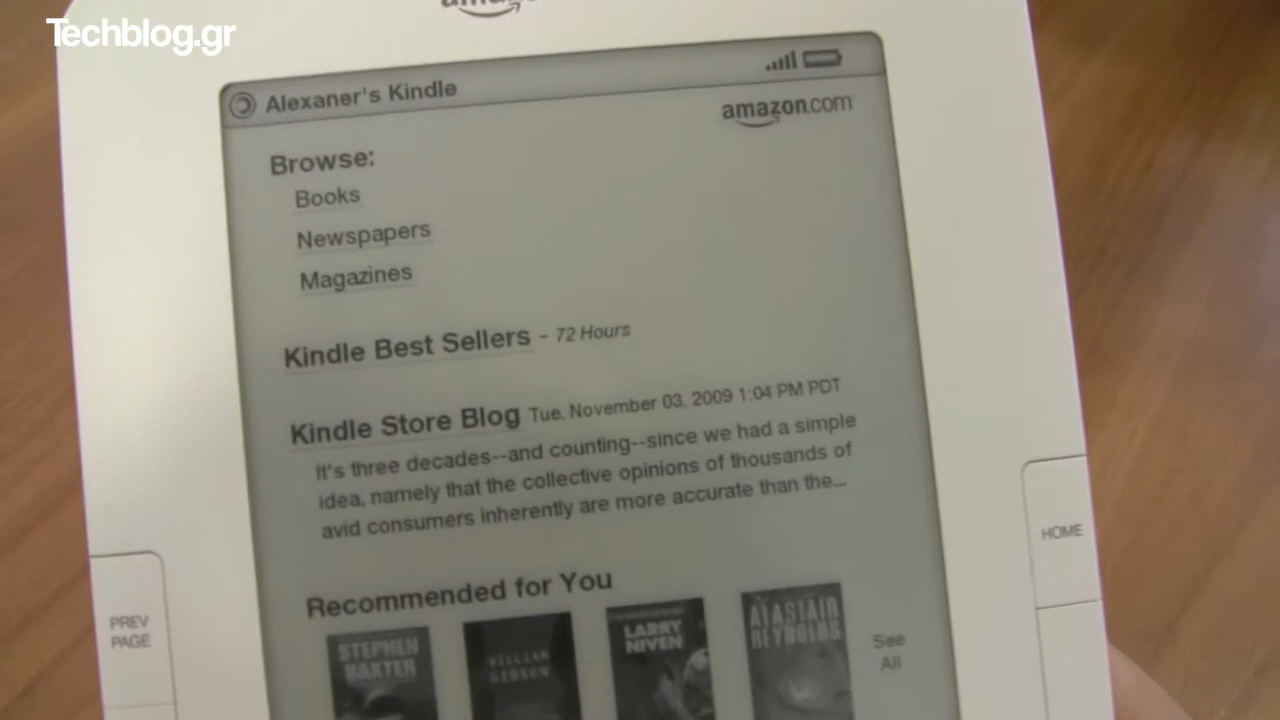 Techblog.gr
Alexaner's Kindle
amazon.com
Browse:
Books
Newspapers
Magazines
Kindle Best Sellers - 72 Hours
Kindle Store Blog Tue, November 03, 2009 1:04 PM PDT
It's three decades--and counting--since we had a simple
idea, namely that the collective opinions of thousands of
avid consumers inherently are more accurate than the...
HOME
Recommended for You
PREV
PAGE
STEPHEN
BAXTER
WILLIAM
GIBSON
LARRY
NIVEN
ALASTAIR
REYNOLDS
See
All